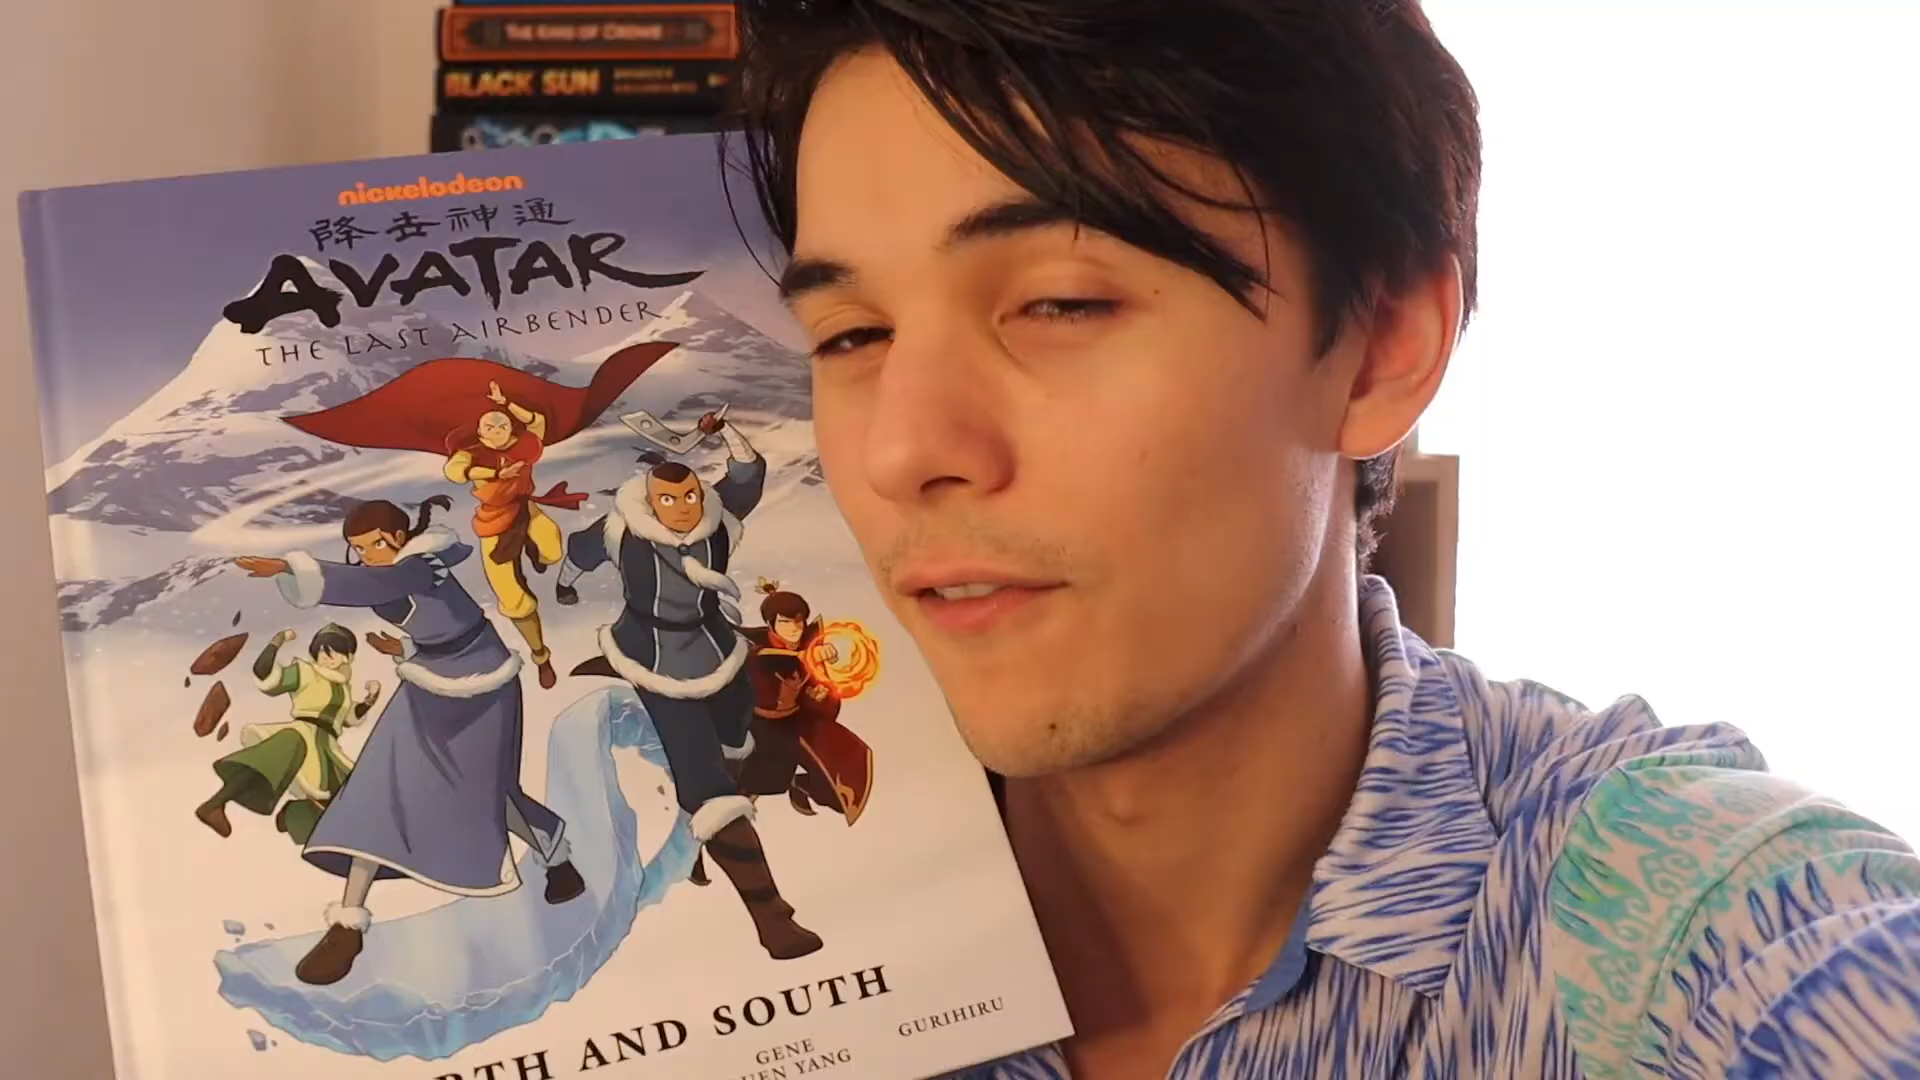 THE KING OF CROWS
BLACK SUN
nickelodeon
降世神通
AVATAR
THE LAST AIRBENDER
RTH AND SOUTH
GENE
UEN YANG
GURIHIRU